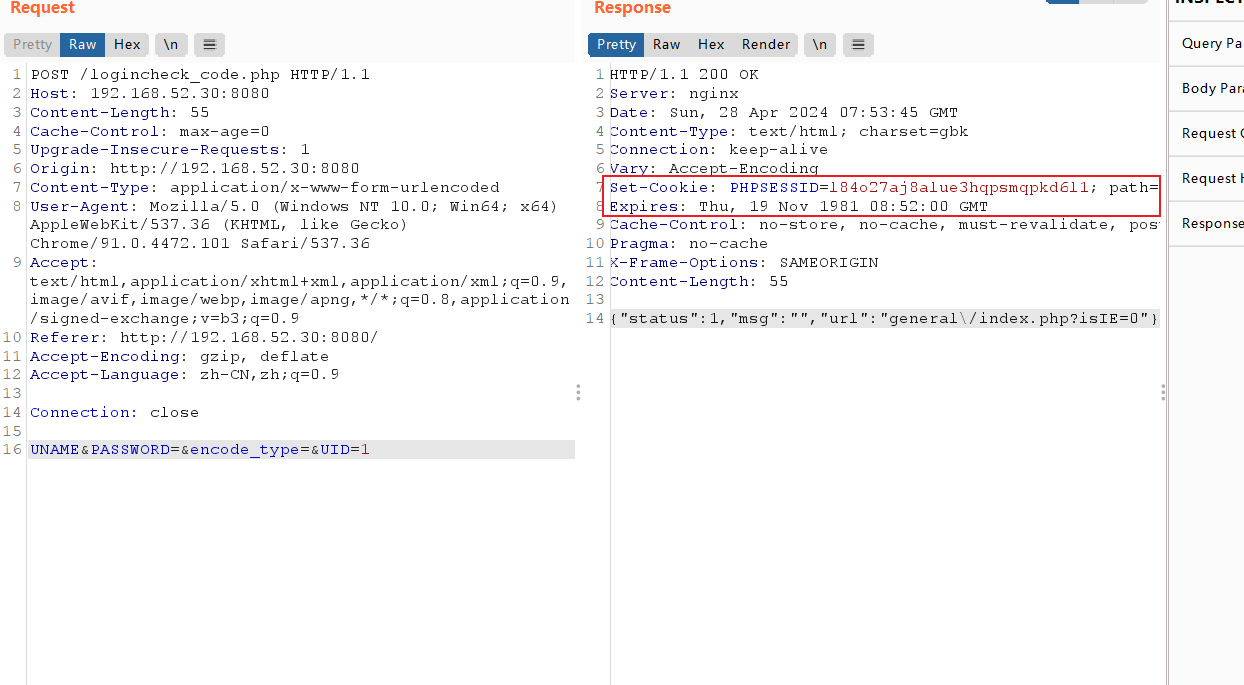 Request
Pretty Raw Hex \n
1 POST /logincheck_code.php HTTP/1.1
2 Host: 192.168.52.30:8080
3 Content-Length: 55
4 Cache-Control: max-age=0
5 Upgrade-Insecure-Requests: 1
6 Origin: http://192.168.52.30:8080
7 Content-Type: application/x-www-form-urlencoded
8 User-Agent: Mozilla/5.0 (Windows NT 10.0; Win64; x64)
AppleWebKit/537.36 (KHTML, like Gecko)
Chrome/91.0.4472.101 Safari/537.36
9 Accept:
text/html,application/xhtml+xml,application/xml;q=0.9,
image/avif,image/webp,image/apng,*/*;q=0.8,application
/signed-exchange;v=b3;q=0.9
10 Referer: http://192.168.52.30:8080/
11 Accept-Encoding: gzip, deflate
12 Accept-Language: zh-CN,zh;q=0.9
13
14 Connection: close
15
16 UNAME&PASSWORD=&encode_type=&UID=1
Response
Pretty Raw Hex Render \n
1 HTTP/1.1 200 OK
2 Server: nginx
3 Date: Sun, 28 Apr 2024 07:53:45 GMT
4 Content-Type: text/html; charset=gbk
5 Connection: keep-alive
6 Vary: Accept-Encoding
7 Set-Cookie: PHPSESSID=l84o27aj8alue3hqpsmqpkd6l1; path=
8 Expires: Thu, 19 Nov 1981 08:52:00 GMT
9 Cache-Control: no-store, no-cache, must-revalidate, pos
10 Pragma: no-cache
11 X-Frame-Options: SAMEORIGIN
12 Content-Length: 55
13
14 {"status":1,"msg":"","url":"general\/index.php?isIE=0"}
Query Pa
Body Para
Request
Request
Response